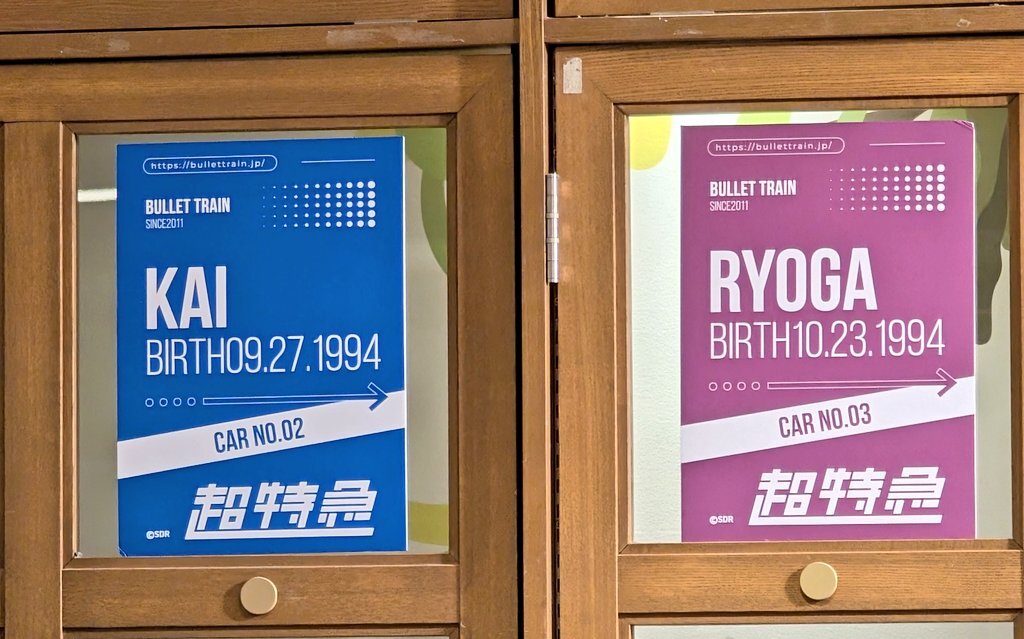 https://bullettrain.jp/
BULLET TRAIN
SINCE2011
KAI
BIRTH09.27.1994
CAR NO.02
超特急
©SDR
https://bullettrain.jp/
BULLET TRAIN
SINCE2011
RYOGA
BIRTH10.23.1994
CAR NO.03
超特急
©SDR